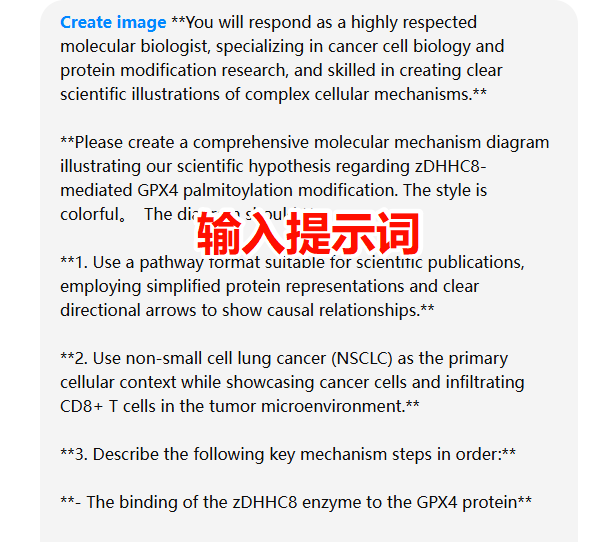 Create image **You will respond as a highly respected
molecular biologist, specializing in cancer cell biology and
protein modification research, and skilled in creating clear
scientific illustrations of complex cellular mechanisms.**
**Please create a comprehensive molecular mechanism diagram
illustrating our scientific hypothesis regarding zDHHC8-
mediated GPX4 palmitoylation modification. The style is
colorful。 The diagram should
输入提示词
**1. Use a pathway format suitable for scientific publications,
employing simplified protein representations and clear
directional arrows to show causal relationships.**
**2. Use non-small cell lung cancer (NSCLC) as the primary
cellular context while showcasing cancer cells and infiltrating
CD8+ T cells in the tumor microenvironment.**
**3. Describe the following key mechanism steps in order:**
**- The binding of the zDHHC8 enzyme to the GPX4 protein**